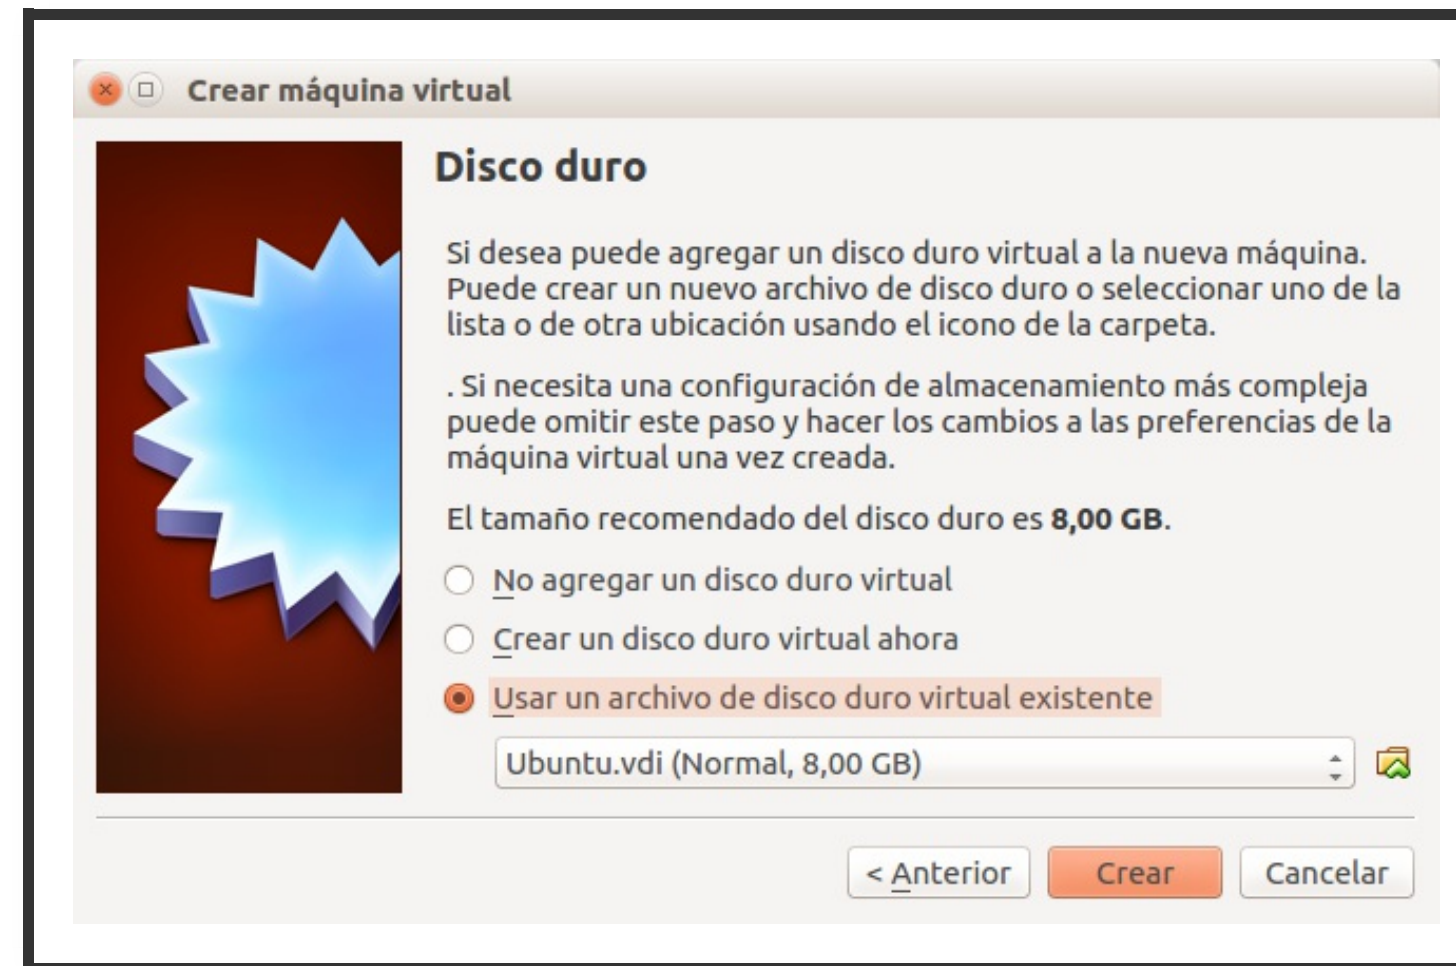 Crear máquina virtual
Disco duro
Si desea puede agregar un disco duro virtual a la nueva máquina.
Puede crear un nuevo archivo de disco duro o seleccionar uno de la
lista o de otra ubicación usando el icono de la carpeta.
. Si necesita una configuración de almacenamiento más compleja
puede omitir este paso y hacer los cambios a las preferencias de la
máquina virtual una vez creada.
El tamaño recomendado del disco duro es 8,00 GB.
No agregar un disco duro virtual
Crear un disco duro virtual ahora
Usar un archivo de disco duro virtual existente
Ubuntu.vdi (Normal, 8,00 GB)
< Anterior Crear Cancelar